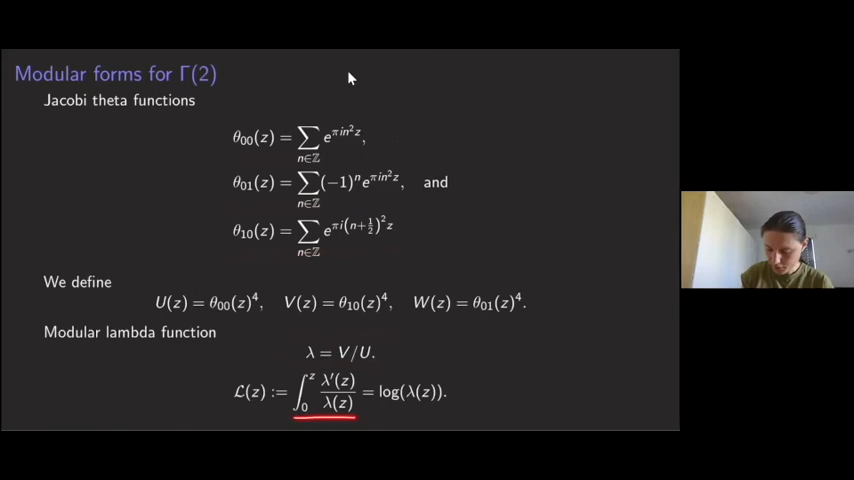 Modular forms for Γ(2)
Jacobi theta functions
θ₀₀(z) = ∑_{n∈ℤ} e^{πin²z},
θ₀₁(z) = ∑_{n∈ℤ} (−1)ⁿe^{πin²z}, and
θ₁₀(z) = ∑_{n∈ℤ} e^{πi(n+½)²z}
We define
U(z) = θ₀₀(z)⁴, V(z) = θ₁₀(z)⁴, W(z) = θ₀₁(z)⁴.
Modular lambda function
λ = V/U.
ℒ(z) := ∫₀^z λ′(z)/λ(z) = log(λ(z)).